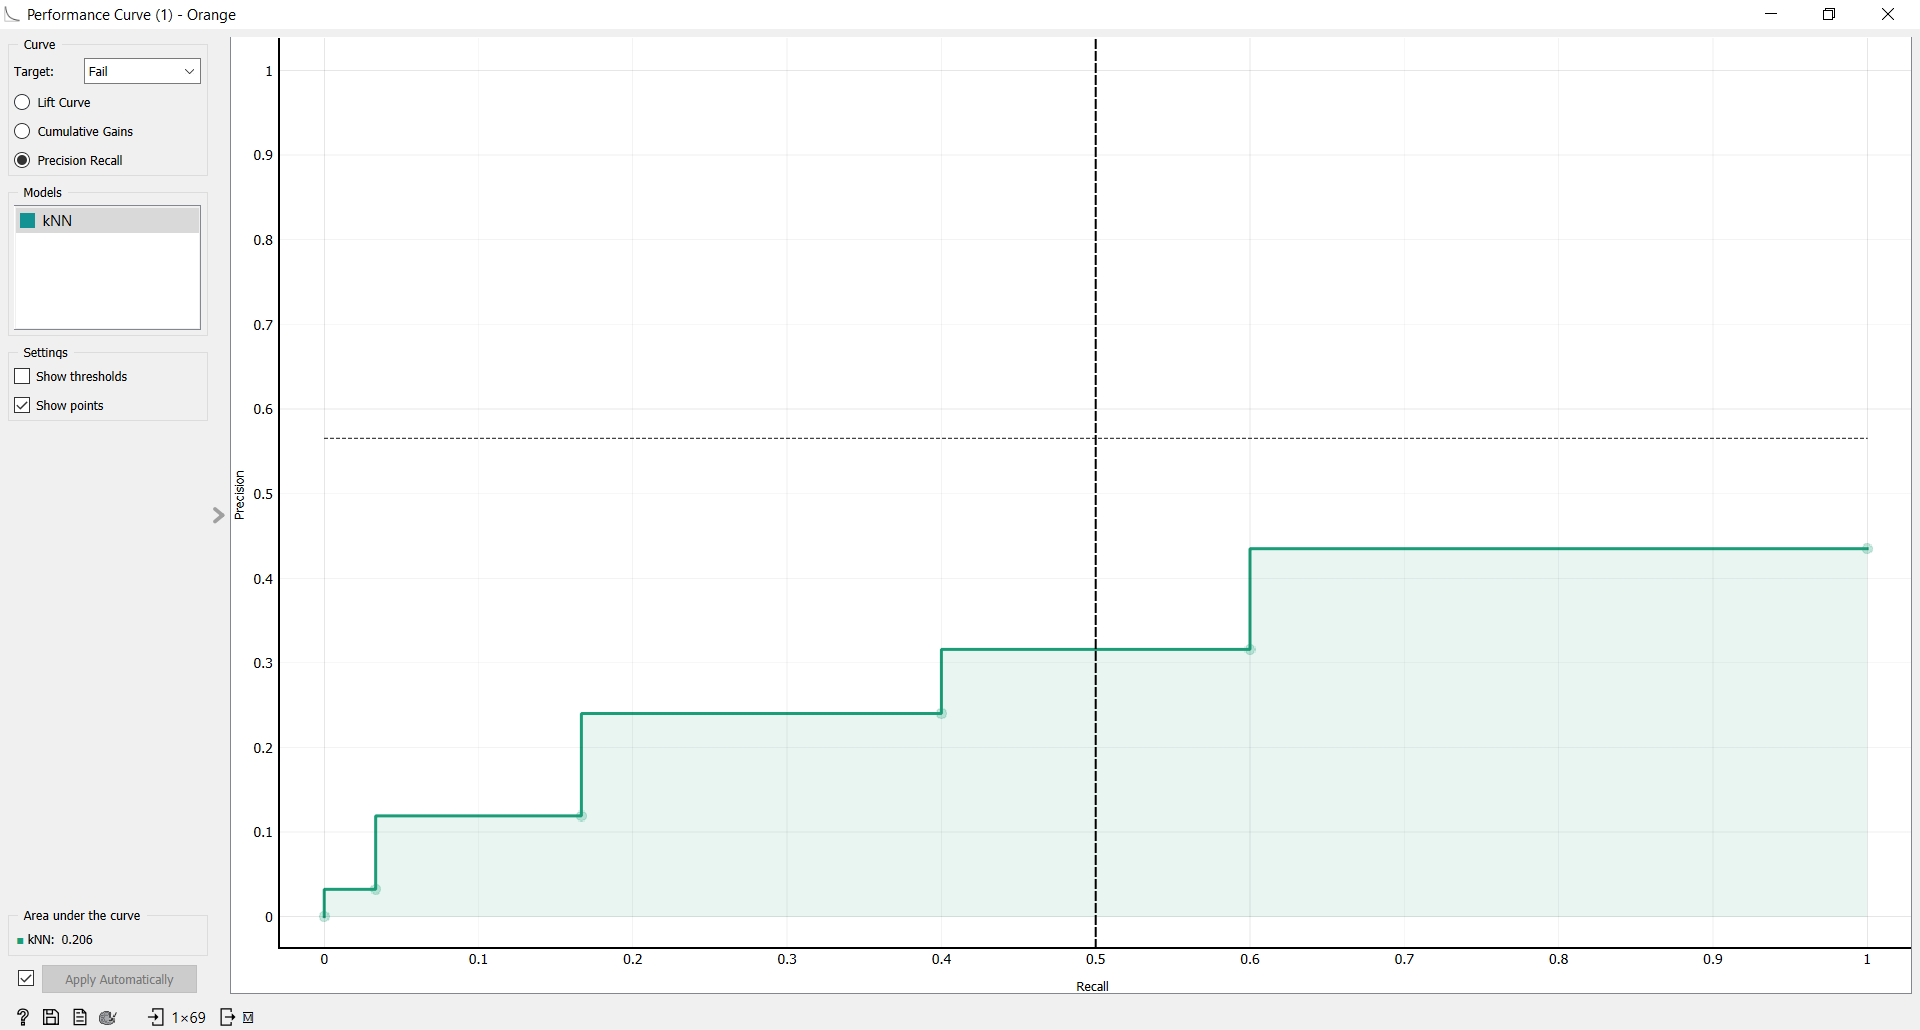 Performance Curve (1) - Orange
Curve
Target: Fail
Lift Curve
Cumulative Gains
Precision Recall
Models
kNN
Settings
Show thresholds
Show points
Area under the curve
kNN: 0.206
Apply Automatically
? 1×69 M
Precision
1
0.9
0.8
0.7
0.6
0.5
0.4
0.3
0.2
0.1
0
0 0.1 0.2 0.3 0.4 0.5 0.6 0.7 0.8 0.9 1
Recall